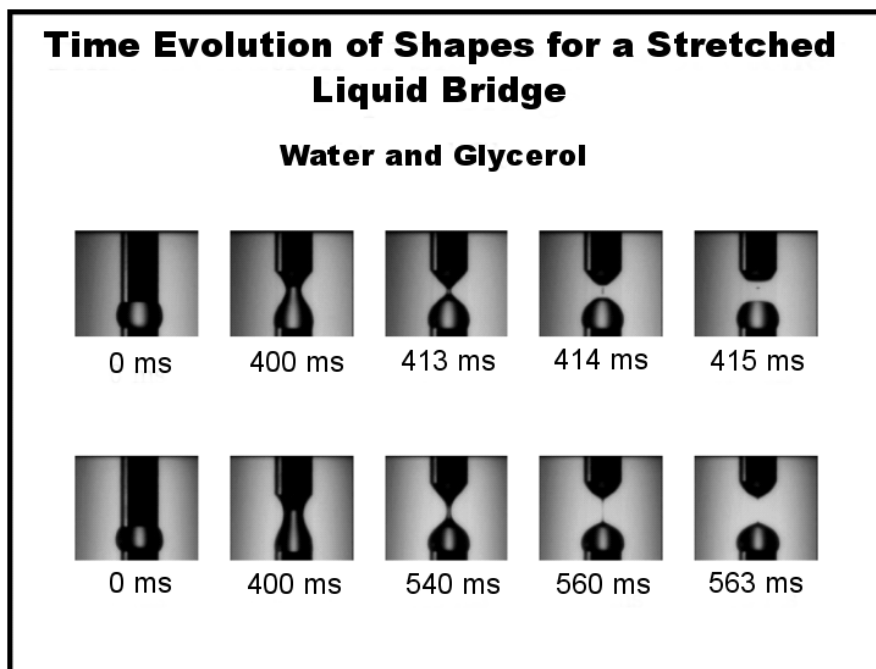 Time Evolution of Shapes for a Stretched
Liquid Bridge
Water and Glycerol
0 ms 400 ms 413 ms 414 ms 415 ms
0 ms 400 ms 540 ms 560 ms 563 ms